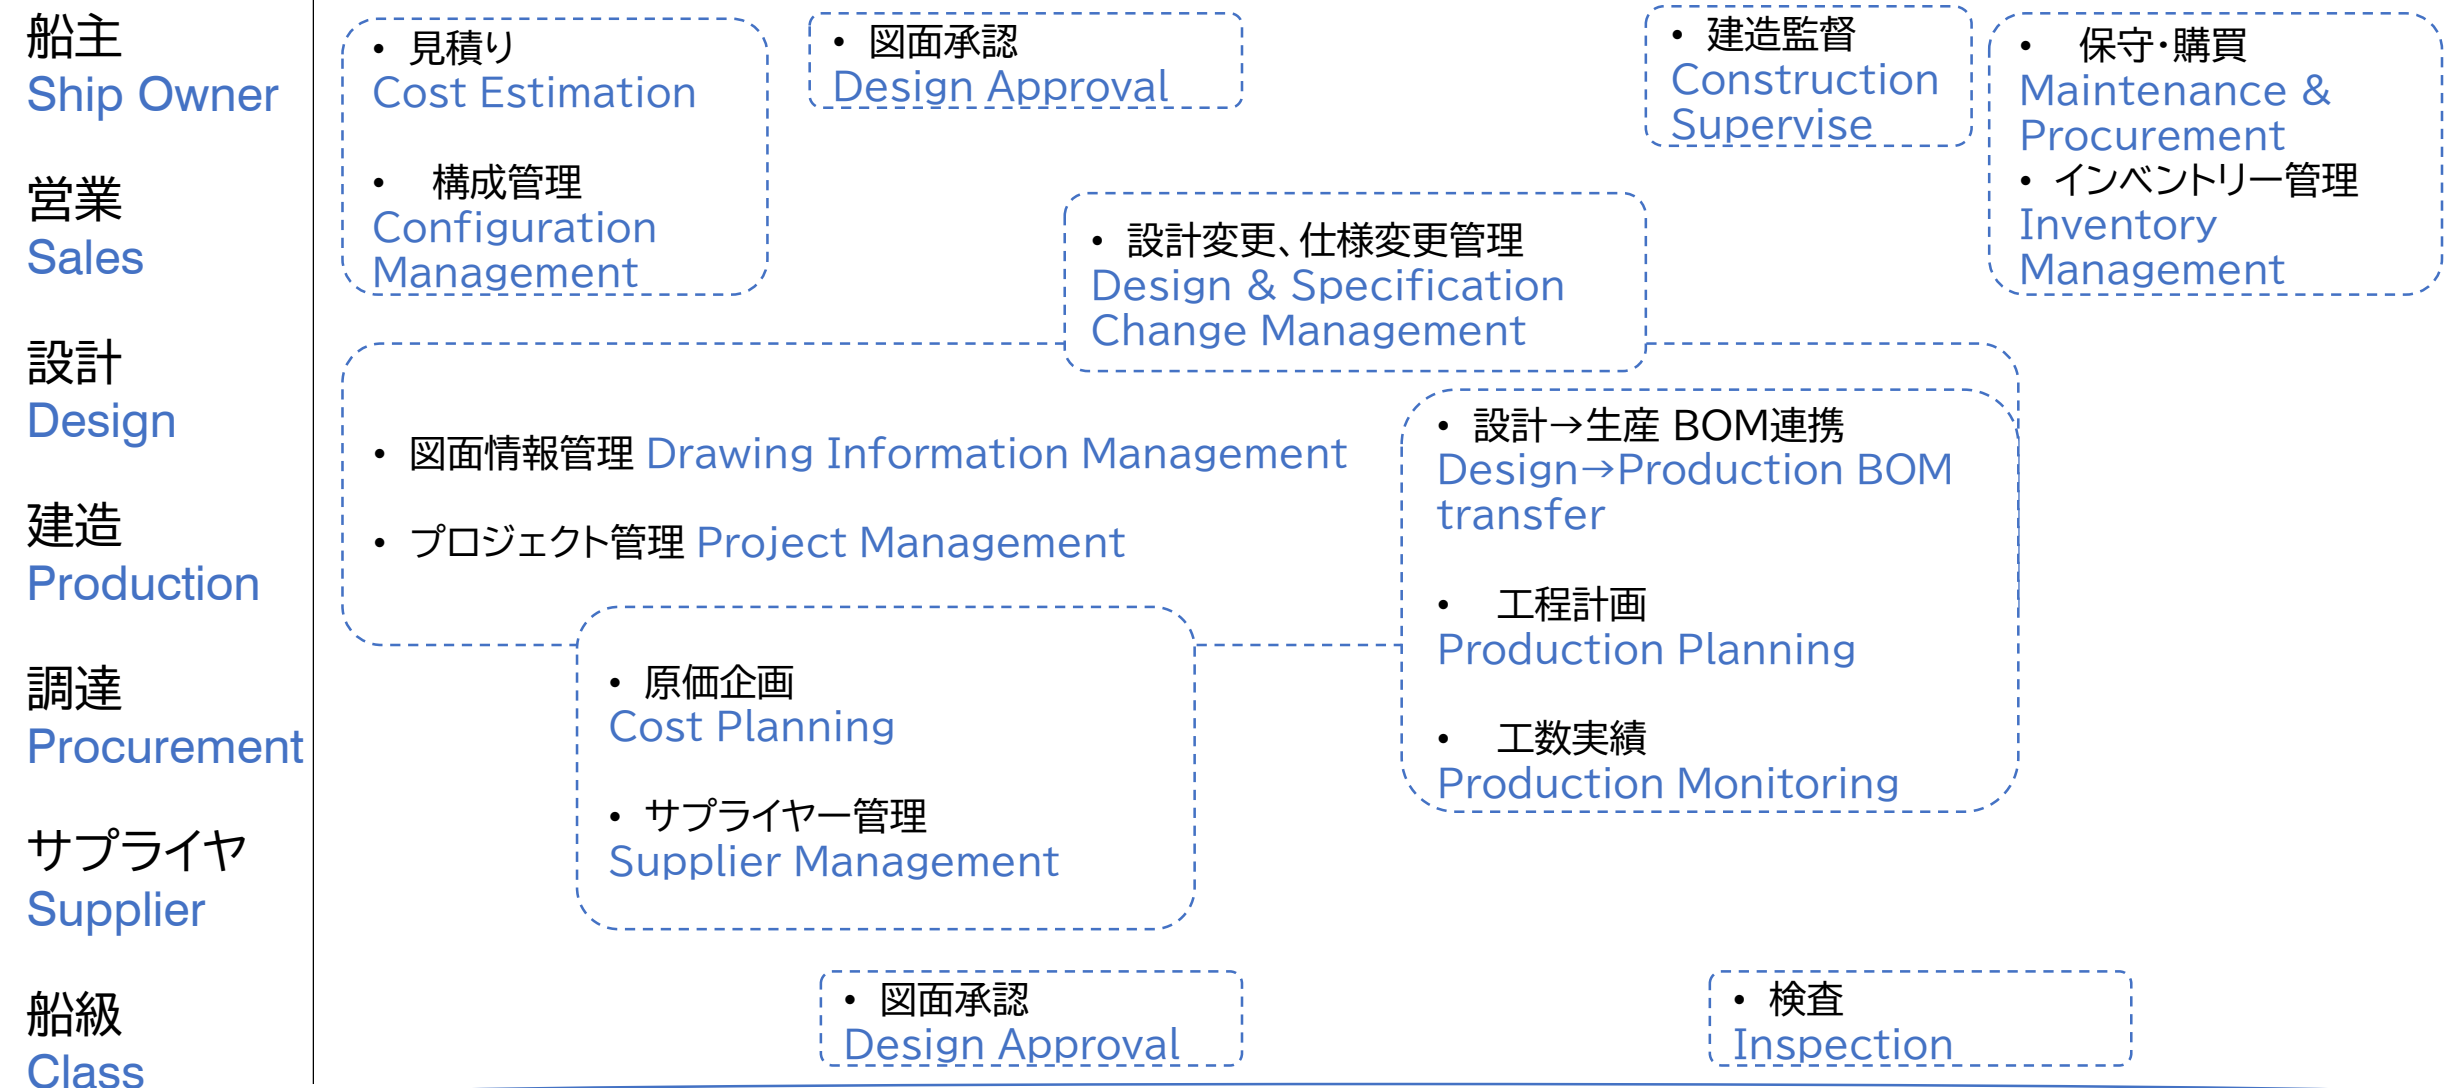 船主
Ship Owner
営業
Sales
設計
Design
建造
Production
調達
Procurement
サプライヤ
Supplier
船級
Class
• 見積り
Cost Estimation
• 構成管理
Configuration
Management
• 図面承認
Design Approval
• 建造監督
Construction
Supervise
• 保守・購買
Maintenance &
Procurement
• インベントリー管理
Inventory
Management
• 設計変更、仕様変更管理
Design & Specification
Change Management
• 図面情報管理 Drawing Information Management
• プロジェクト管理 Project Management
• 設計→生産 BOM連携
Design→Production BOM
transfer
• 工程計画
Production Planning
• 工数実績
Production Monitoring
• 原価企画
Cost Planning
• サプライヤー管理
Supplier Management
• 図面承認
Design Approval
• 検査
Inspection